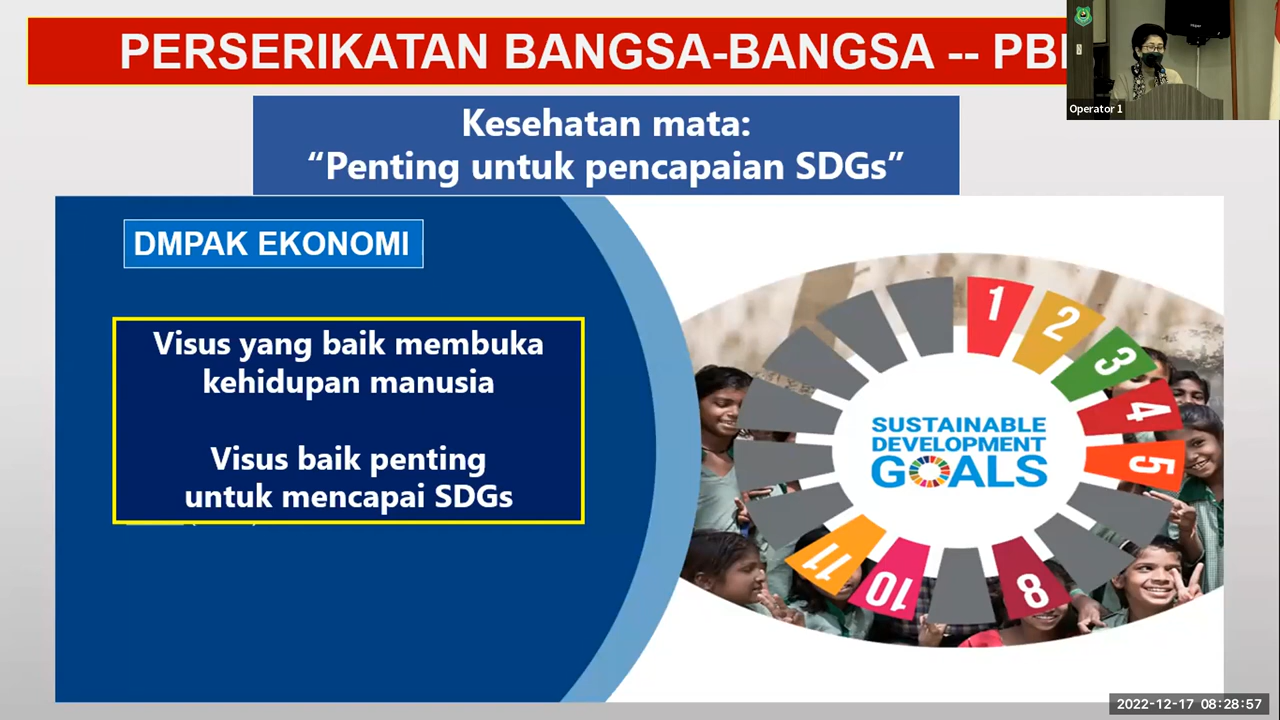 PERSERIKATAN BANGSA-BANGSA -- 
Operator 1
Kesehatan mata:
“Penting untuk pencapaian SDGs”
DMPAK EKONOMI
Visus yang baik membuka
kehidupan manusia
Visus baik penting
untuk mencapai SDGs
1
2
3
4
5
8
10
11
SUSTAINABLE
DEVELOPMENT
GOALS
2022-12-17 08:28:57